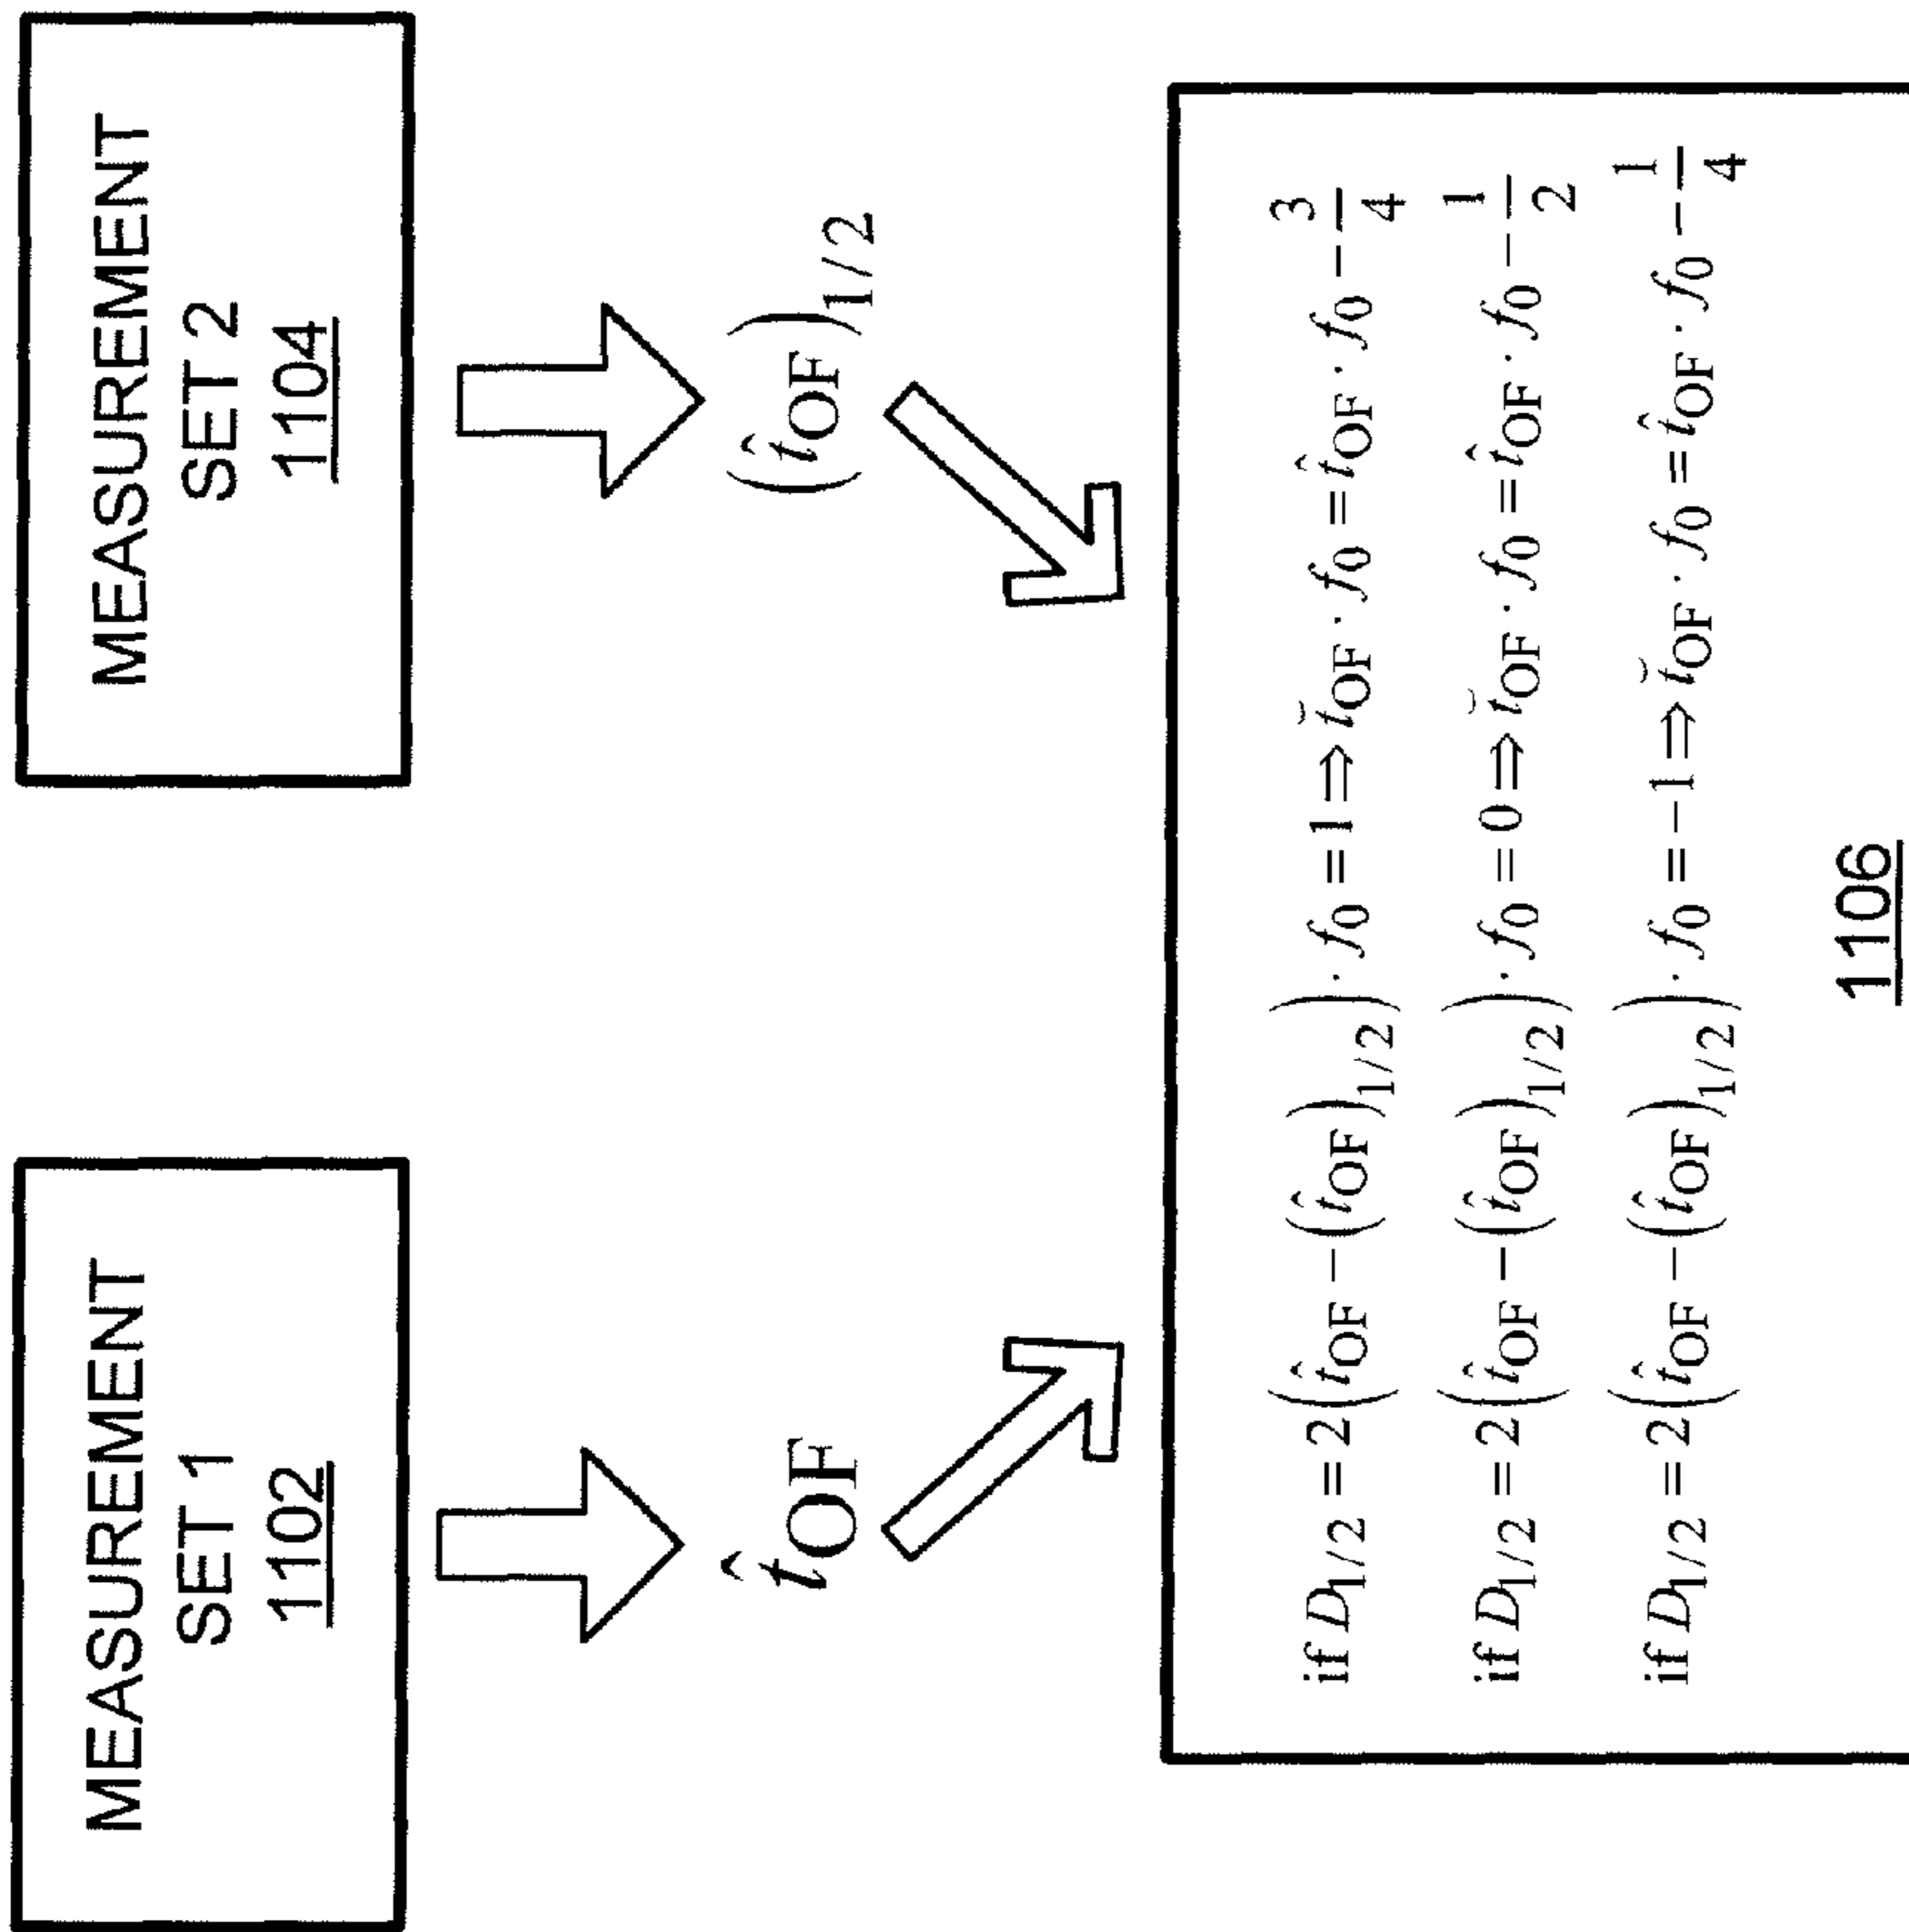 MEASUREMENT
SET 1
1102
MEASUREMENT
SET 2
1104
t̂OF
(t̂OF)1/2
if D1/2 = 2(t̂OF − (t̂OF)1/2) · f0 = 1 ⇒ t̆OF · f0 = t̂OF · f0 − 3/4
if D1/2 = 2(t̂OF − (t̂OF)1/2) · f0 = 0 ⇒ t̆OF · f0 = t̂OF · f0 − 1/2
if D1/2 = 2(t̂OF − (t̂OF)1/2) · f0 = −1 ⇒ t̆OF · f0 = t̂OF · f0 − 1/4
1106